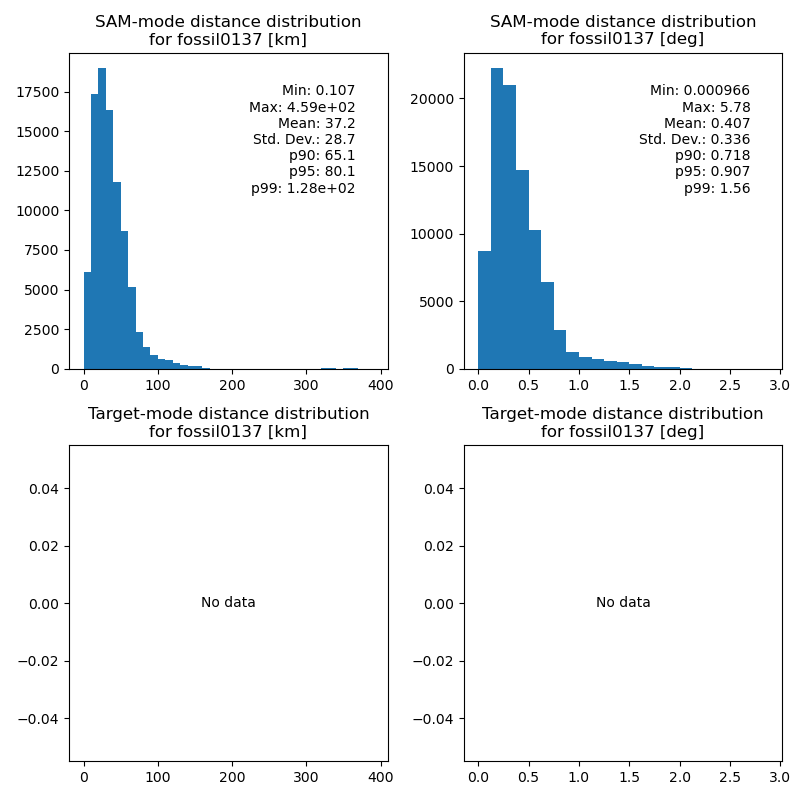 SAM-mode distance distribution
for fossil0137 [km]
17500
15000
12500
10000
7500
5000
2500
0
Min: 0.107
Max: 4.59e+02
Mean: 37.2
Std. Dev.: 28.7
p90: 65.1
p95: 80.1
p99: 1.28e+02
0
100
200
300
400
SAM-mode distance distribution
for fossil0137 [deg]
20000
15000
10000
5000
0
Min: 0.000966
Max: 5.78
Mean: 0.407
Std. Dev.: 0.336
p90: 0.718
p95: 0.907
p99: 1.56
0.0
0.5
1.0
1.5
2.0
2.5
3.0
Target-mode distance distribution
for fossil0137 [km]
0.04
0.02
0.00
−0.02
−0.04
No data
0
100
200
300
400
Target-mode distance distribution
for fossil0137 [deg]
0.04
0.02
0.00
−0.02
−0.04
No data
0.0
0.5
1.0
1.5
2.0
2.5
3.0